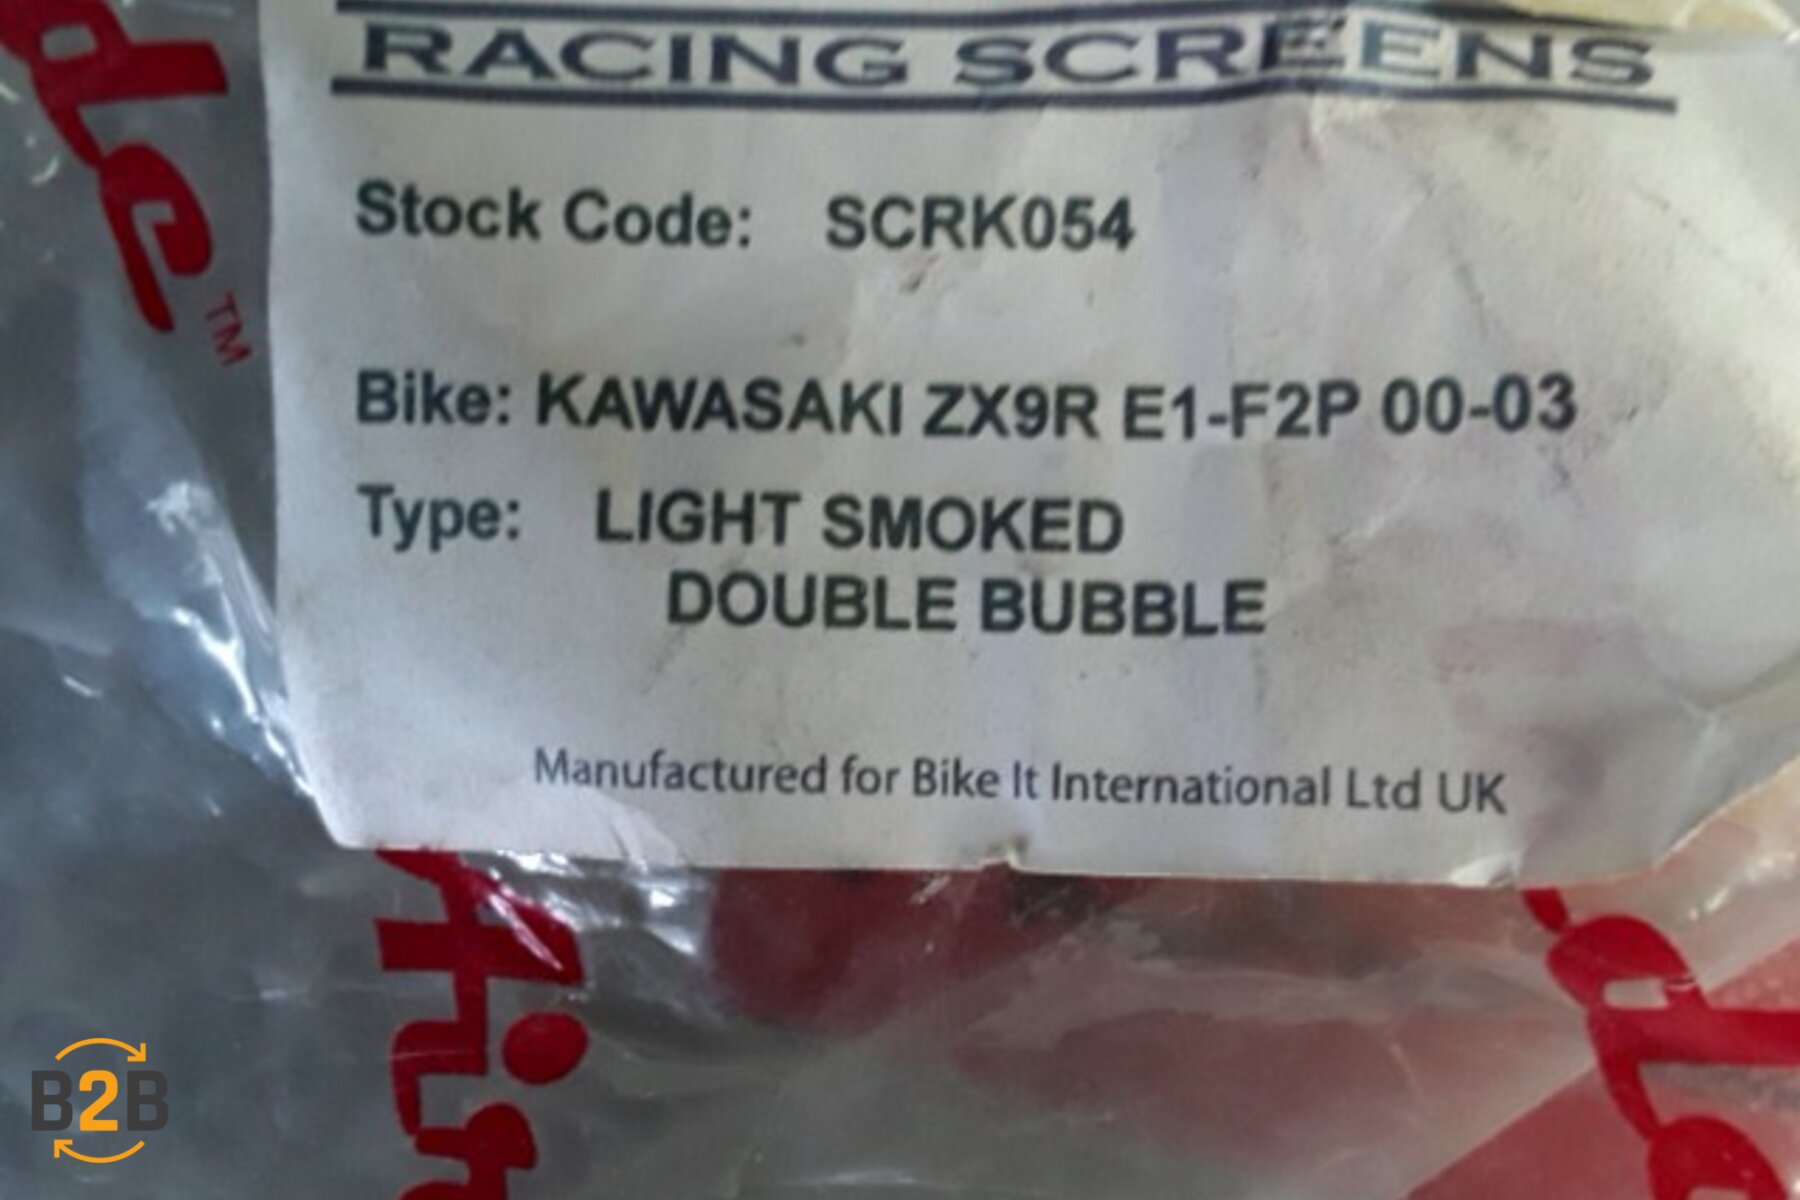 RACING SCREENS
Stock Code: SCRK054
Bike: KAWASAKI ZX9R E1-F2P 00-03
Type: LIGHT SMOKED
DOUBLE BUBBLE
Manufactured for Bike It International Ltd UK
TM
B2B